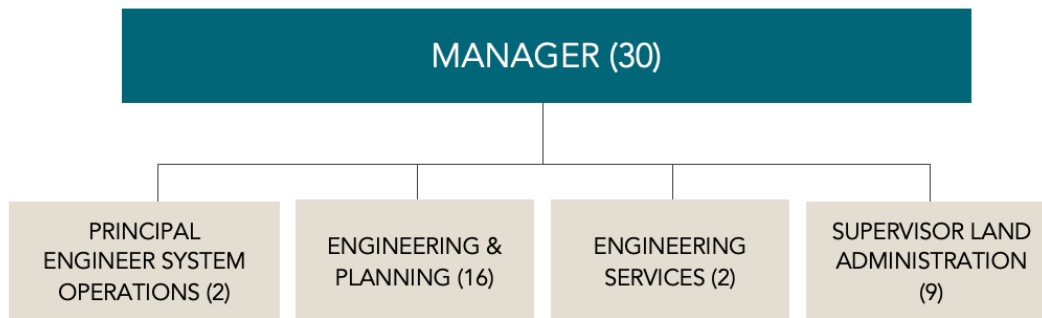 MANAGER (30)
PRINCIPAL
ENGINEER SYSTEM
OPERATIONS (2)
ENGINEERING &
PLANNING (16)
ENGINEERING
SERVICES (2)
SUPERVISOR LAND
ADMINISTRATION
(9)